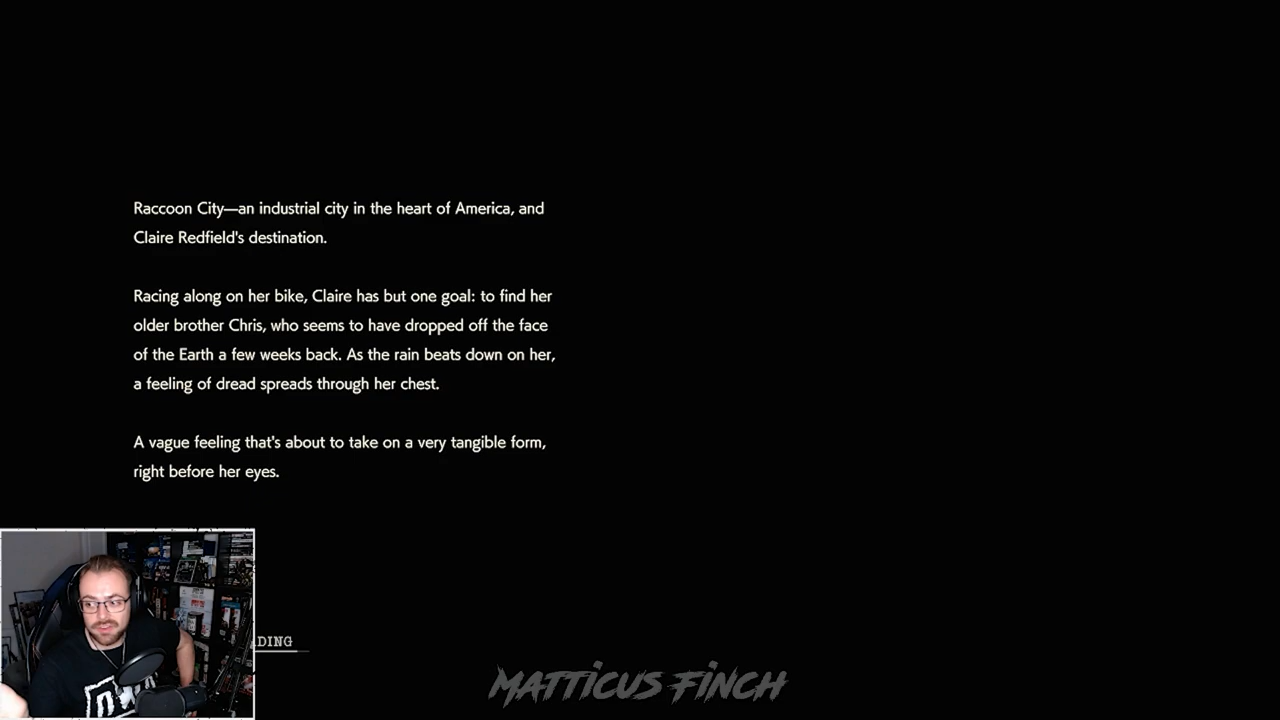 Raccoon City—an industrial city in the heart of America, and
Claire Redfield's destination.
Racing along on her bike, Claire has but one goal: to find her
older brother Chris, who seems to have dropped off the face
of the Earth a few weeks back. As the rain beats down on her,
a feeling of dread spreads through her chest.
A vague feeling that's about to take on a very tangible form,
right before her eyes.
ADING
MATTICUS FINCH